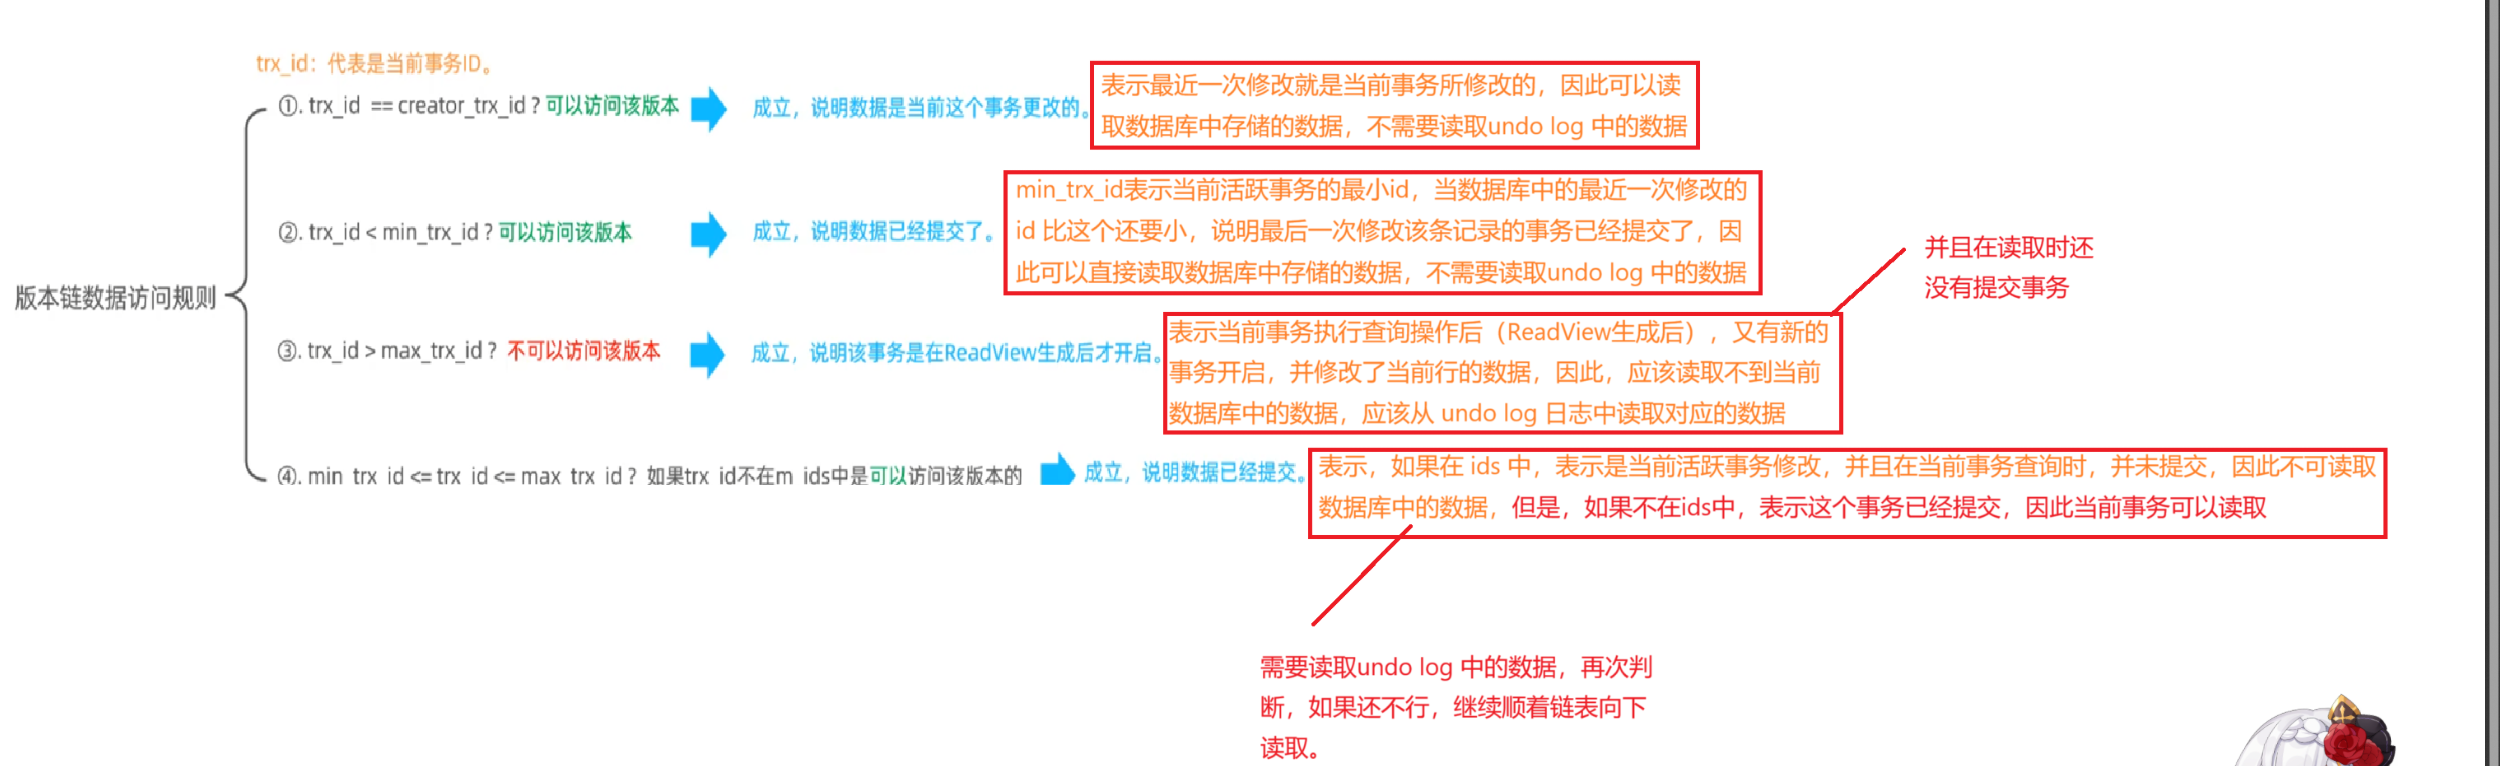 trx_id：代表是当前事务ID。
版本链数据访问规则
①. trx_id == creator_trx_id ? 可以访问该版本
成立，说明数据是当前这个事务更改的。
表示最近一次修改就是当前事务所修改的，因此可以读
取数据库中存储的数据，不需要读取undo log 中的数据
②. trx_id < min_trx_id ? 可以访问该版本
成立，说明数据已经提交了。
min_trx_id表示当前活跃事务的最小id，当数据库中的最近一次修改的
id 比这个还要小，说明最后一次修改该条记录的事务已经提交了，因
此可以直接读取数据库中存储的数据，不需要读取undo log 中的数据
③. trx_id > max_trx_id ? 不可以访问该版本
成立，说明该事务是在ReadView生成后才开启。
表示当前事务执行查询操作后（ReadView生成后），又有新的
事务开启，并修改了当前行的数据，因此，应该读取不到当前
数据库中的数据，应该从 undo log 日志中读取对应的数据
并且在读取时还
没有提交事务
④. min_trx_id <= trx_id <= max_trx_id ? 如果trx_id不在m_ids中是可以访问该版本的
成立，说明数据已经提交。
表示，如果在 ids 中，表示是当前活跃事务修改，并且在当前事务查询时，并未提交，因此不可读取
数据库中的数据，但是，如果不在ids中，表示这个事务已经提交，因此当前事务可以读取
需要读取undo log 中的数据，再次判
断，如果还不行，继续顺着链表向下
读取。